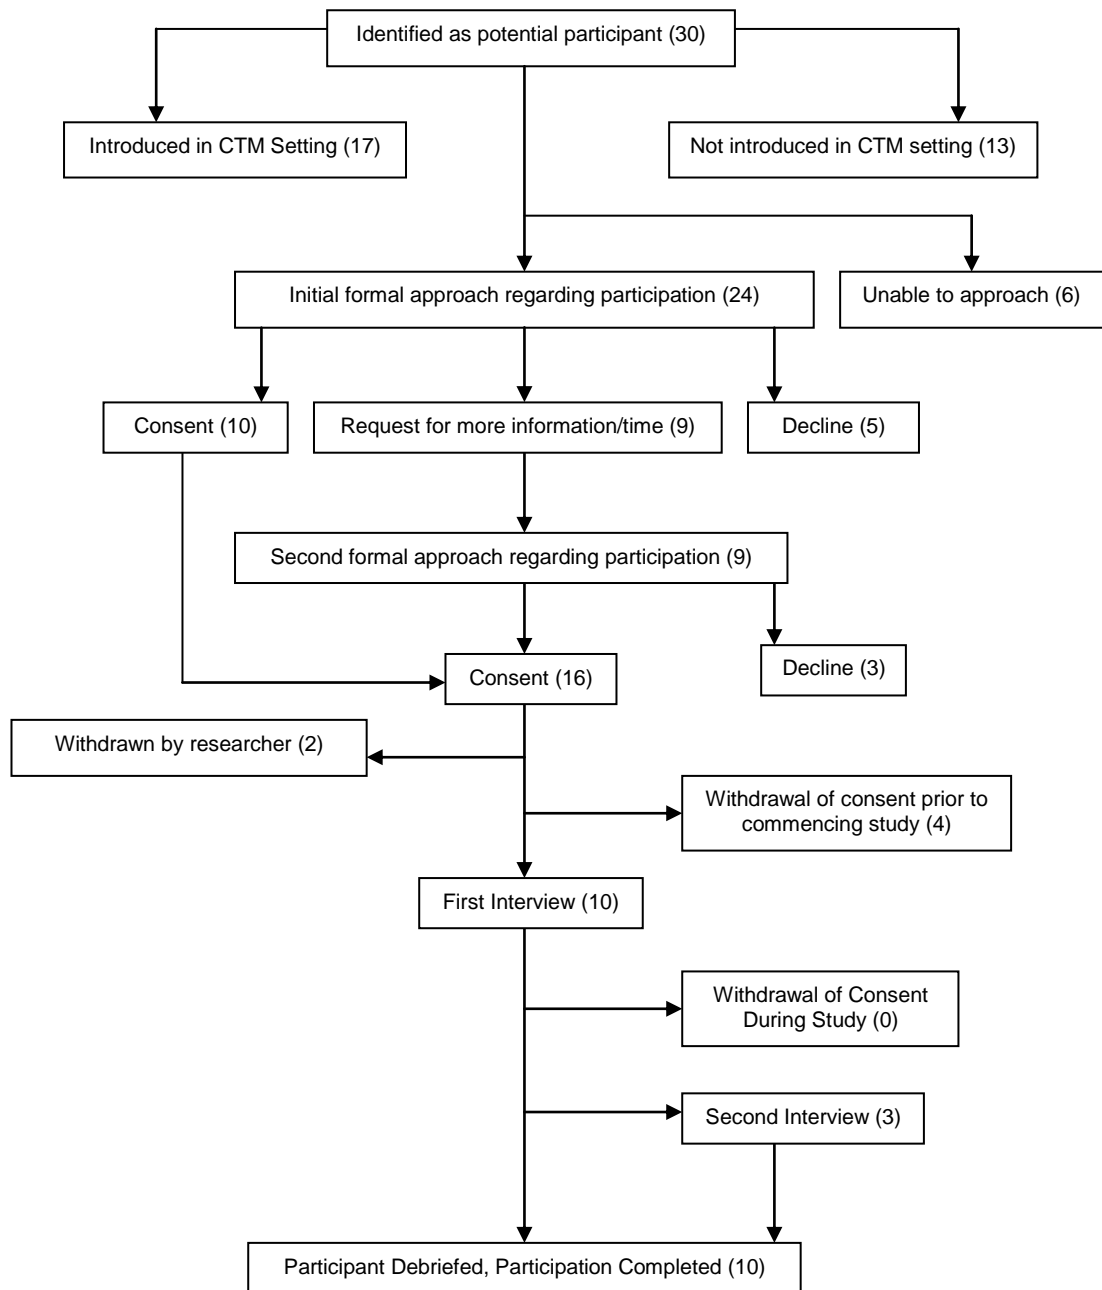 Identified as potential participant (30)
Introduced in CTM Setting (17)
Not introduced in CTM setting (13)
Initial formal approach regarding participation (24)
Unable to approach (6)
Consent (10)
Request for more information/time (9)
Decline (5)
Second formal approach regarding participation (9)
Consent (16)
Decline (3)
Withdrawn by researcher (2)
Withdrawal of consent prior to
commencing study (4)
First Interview (10)
Withdrawal of Consent
During Study (0)
Second Interview (3)
Participant Debriefed, Participation Completed (10)